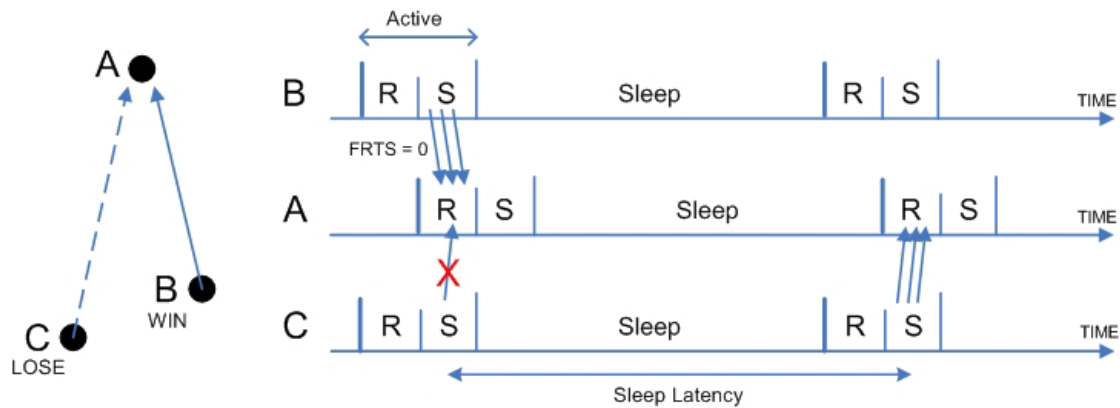 A
B
WIN
C
LOSE
Active
B
R
S
Sleep
R
S
TIME
FRTS = 0
A
R
S
Sleep
R
S
TIME
X
C
R
S
Sleep
R
S
TIME
Sleep Latency